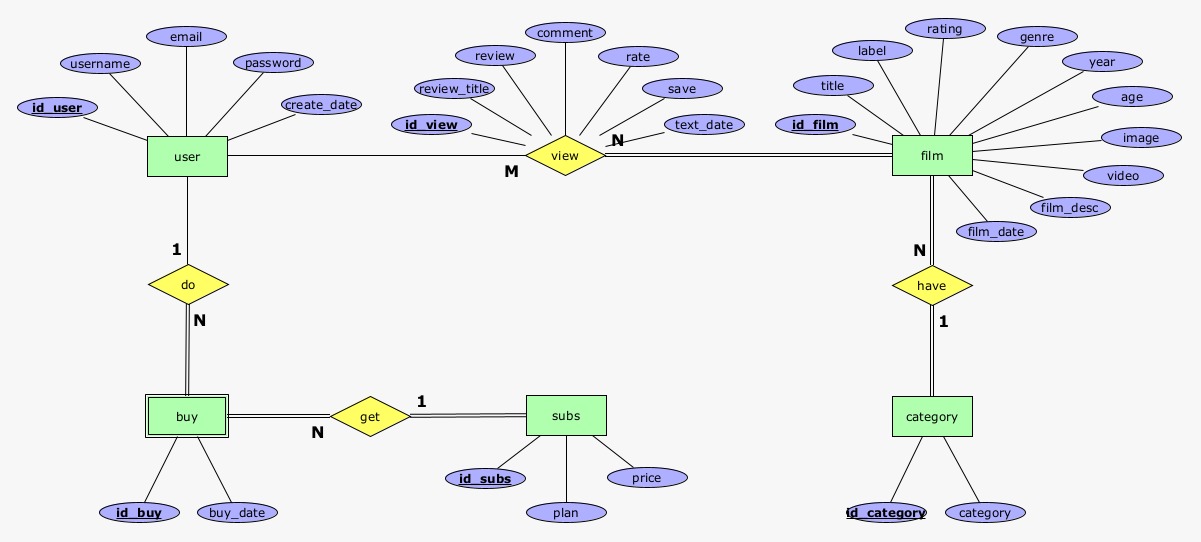 email
username
password
id_user
create_date
user
comment
review
rate
review_title
save
id_view
text_date
view
M
N
rating
genre
label
year
title
age
id_film
image
film
video
film_desc
film_date
1
do
N
N
have
1
buy
N
get
1
subs
category
id_buy
buy_date
id_subs
plan
price
id_category
category